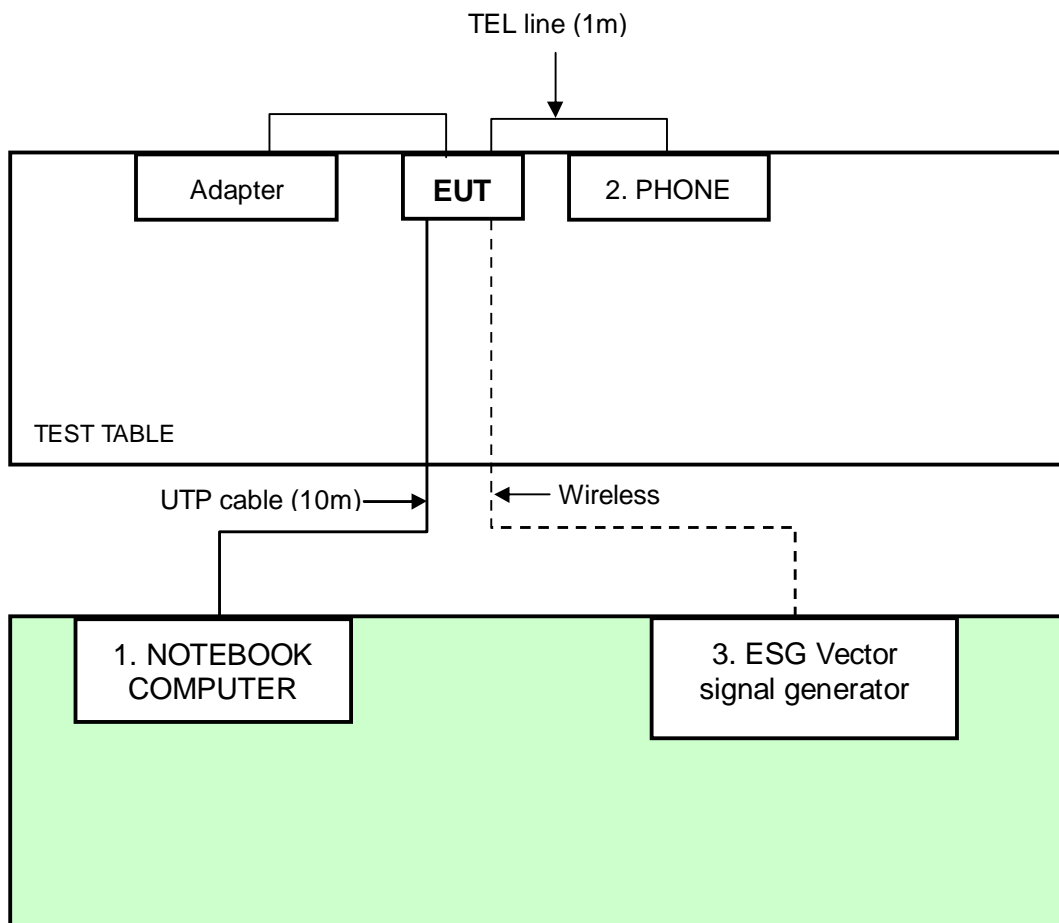 TEL line (1m)
Adapter
EUT
2. PHONE
TEST TABLE
UTP cable (10m)
Wireless
1. NOTEBOOK
COMPUTER
3. ESG Vector
signal generator